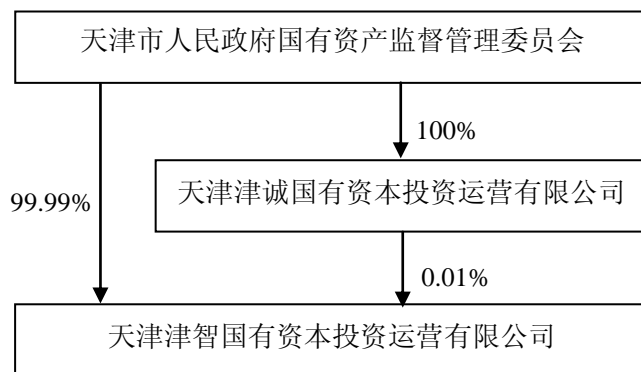 天津市人民政府国有资产监督管理委员会
100%
天津津诚国有资本投资运营有限公司
99.99%
0.01%
天津津智国有资本投资运营有限公司